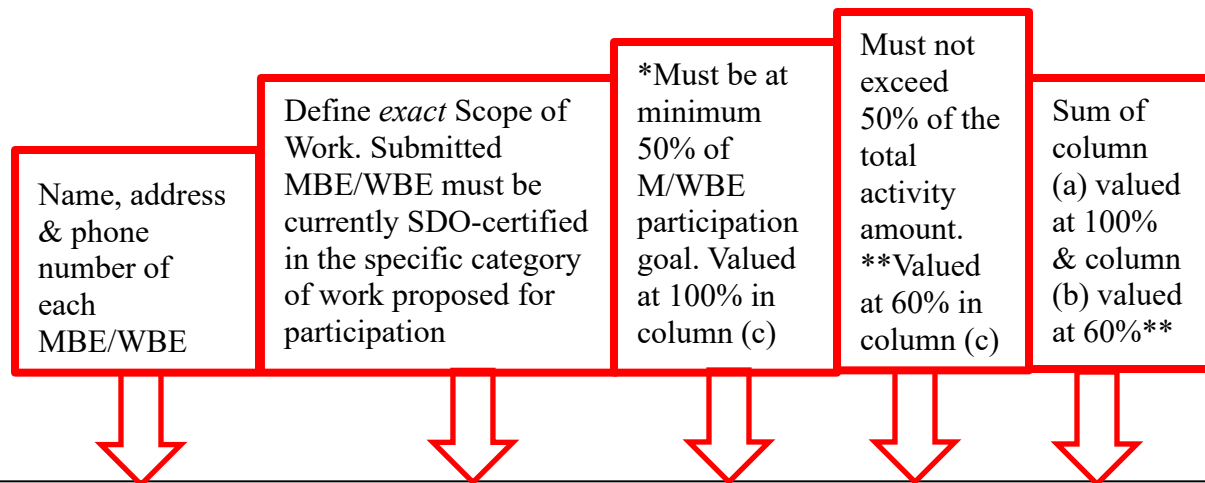 Name, address
& phone
number of
each
MBE/WBE
Define exact Scope of
Work. Submitted
MBE/WBE must be
currently SDO-certified
in the specific category
of work proposed for
participation
*Must be at
minimum
50% of
M/WBE
participation
goal. Valued
at 100% in
column (c)
Must not
exceed
50% of the
total
activity
amount.
**Valued
at 60% in
column (c)
Sum of
column
(a) valued
at 100%
& column
(b) valued
at 60%**